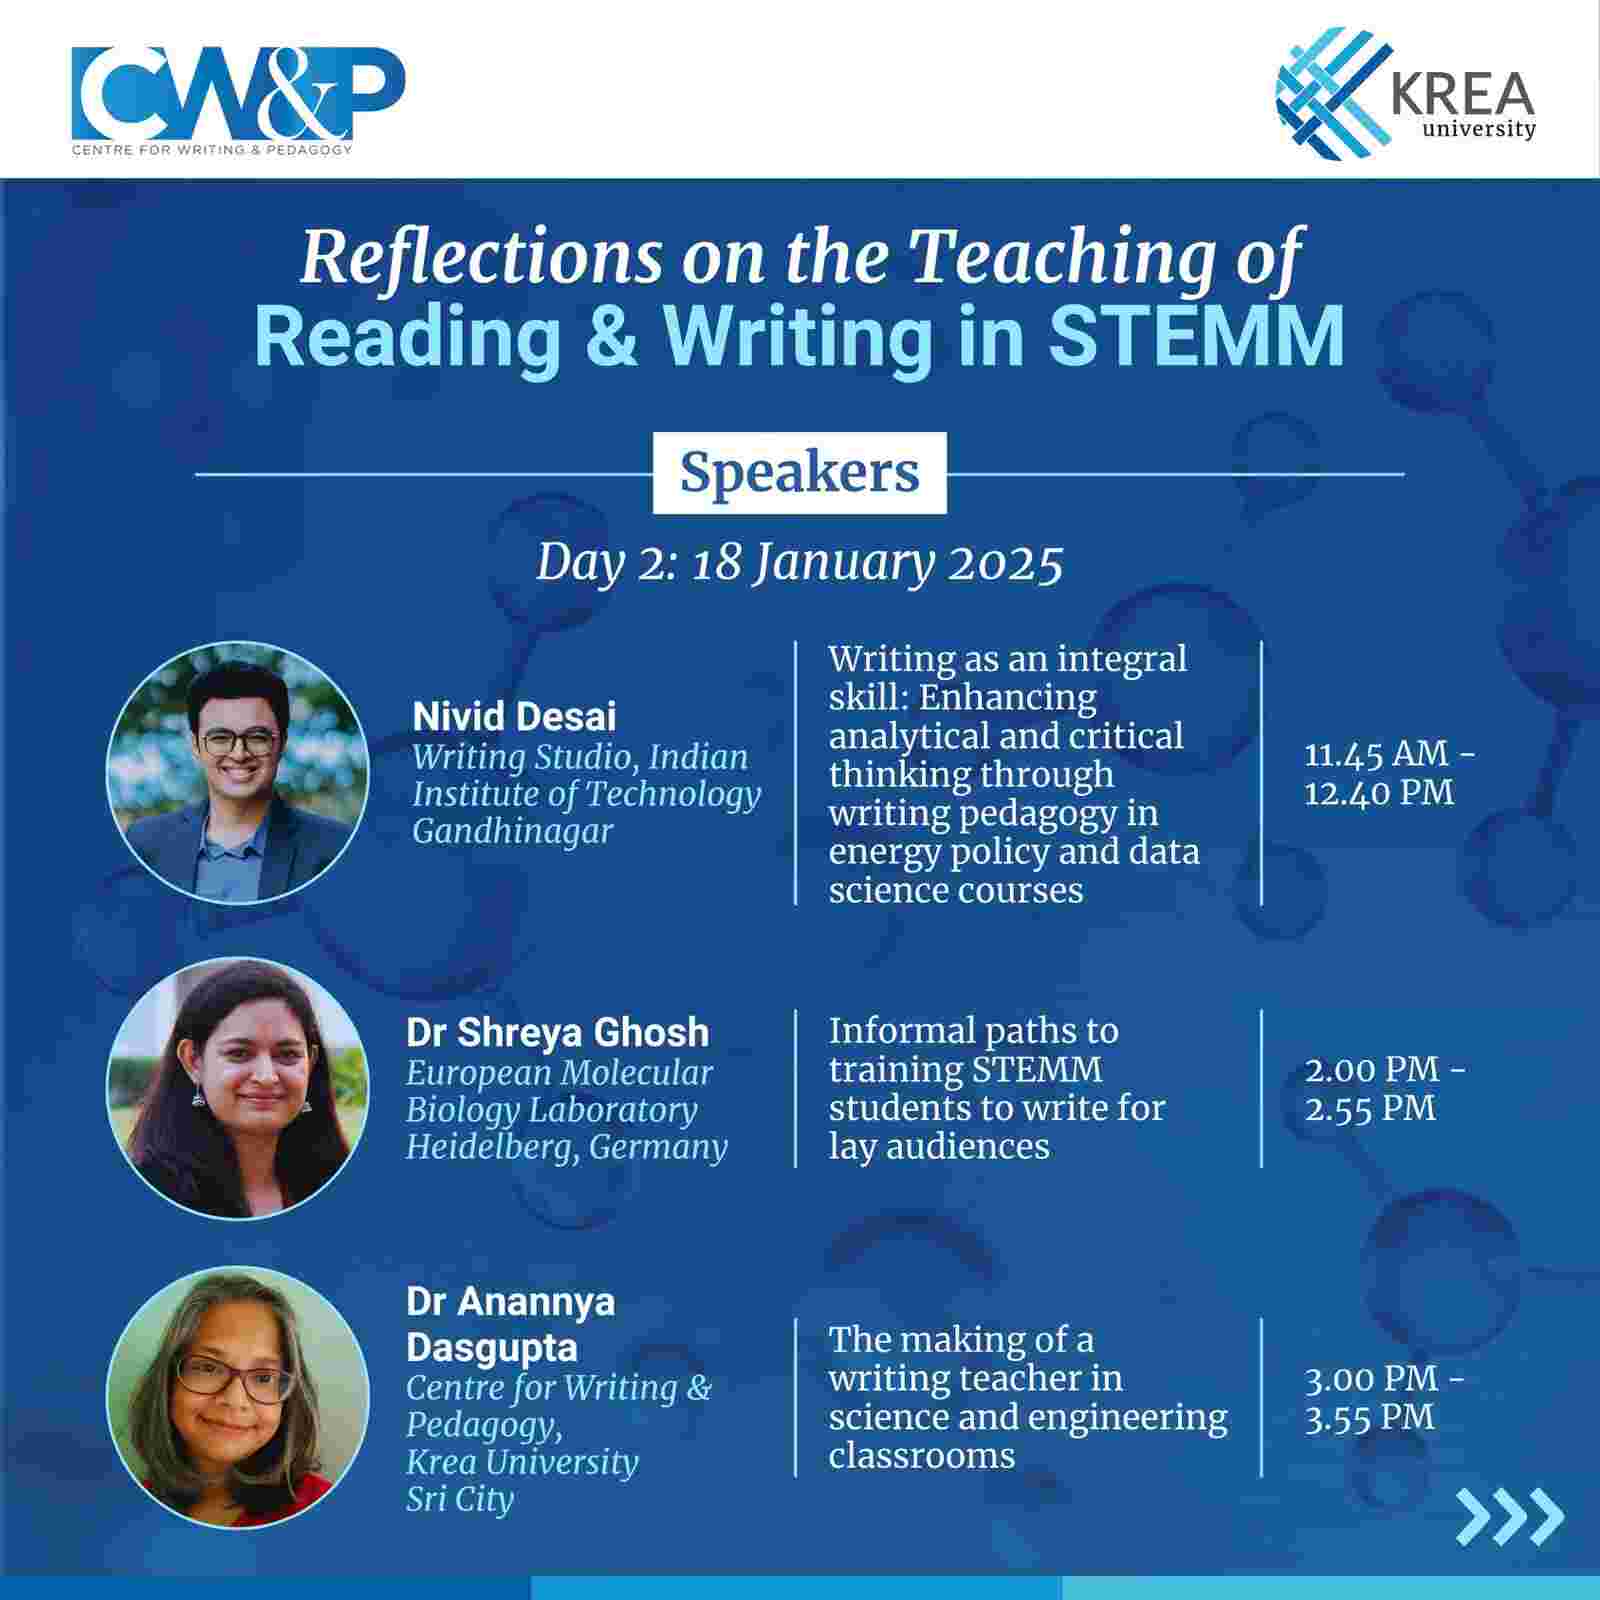 CW&P
CENTRE FOR WRITING & PEDAGOGY
KREA
university
Reflections on the Teaching of
Reading & Writing in STEMM
Speakers
Day 2: 18 January 2025
Nivid Desai
Writing Studio, Indian
Institute of Technology
Gandhinagar
Writing as an integral
skill: Enhancing
analytical and critical
thinking through
writing pedagogy in
energy policy and data
science courses
11.45 AM -
12.40 PM
Dr Shreya Ghosh
European Molecular
Biology Laboratory
Heidelberg, Germany
Informal paths to
training STEMM
students to write for
lay audiences
2.00 PM -
2.55 PM
Dr Anannya
Dasgupta
Centre for Writing &
Pedagogy,
Krea University
Sri City
The making of a
writing teacher in
science and engineering
classrooms
3.00 PM -
3.55 PM